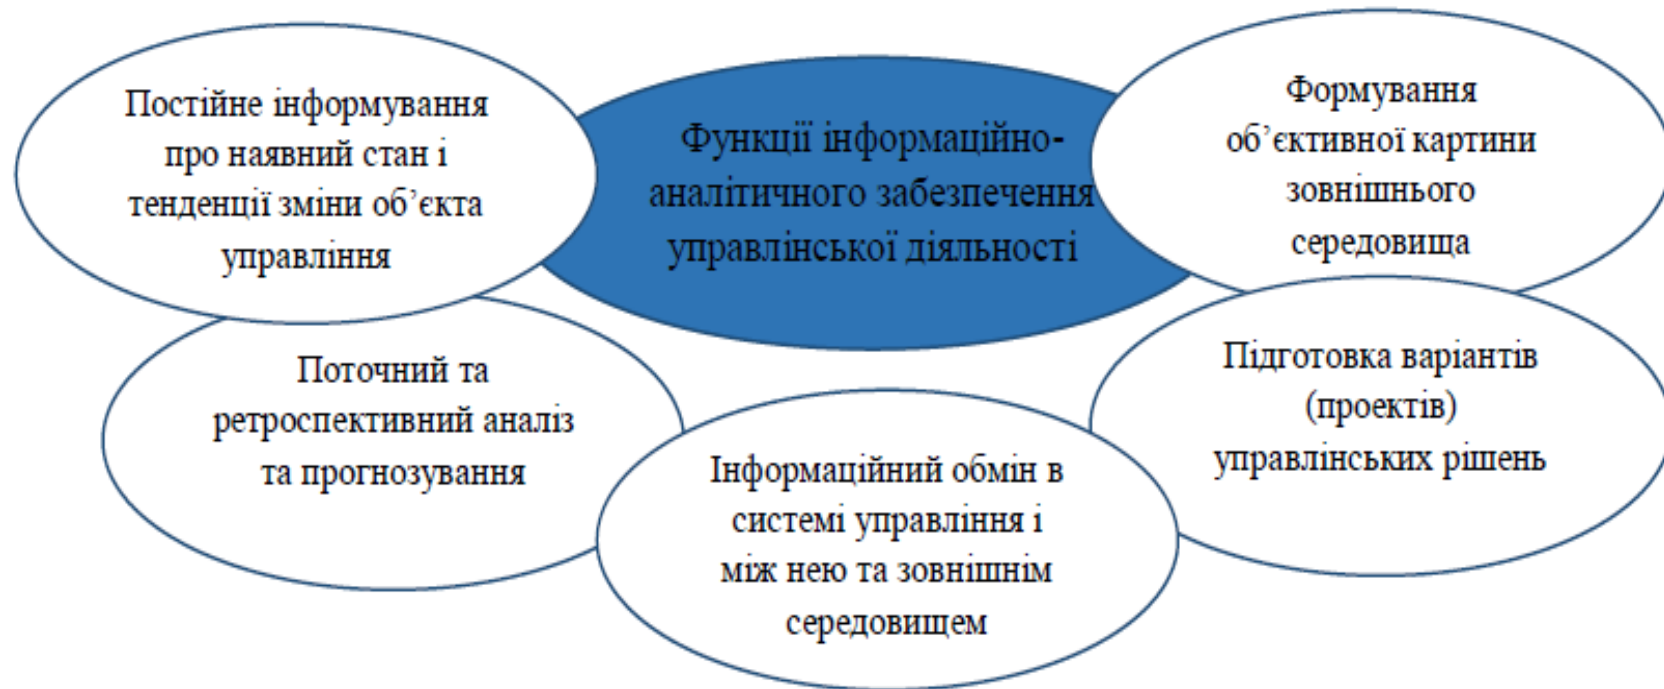 Постійне інформування
про наявний стан і
тенденції зміни об’єкта
управління
Функції інформаційно-
аналітичного забезпечення
управлінської діяльності
Формування
об’єктивної картини
зовнішнього
середовища
Поточний та
ретроспективний аналіз
та прогнозування
Інформаційний обмін в
системі управління і
між нею та зовнішнім
середовищем
Підготовка варіантів
(проектів)
управлінських рішень